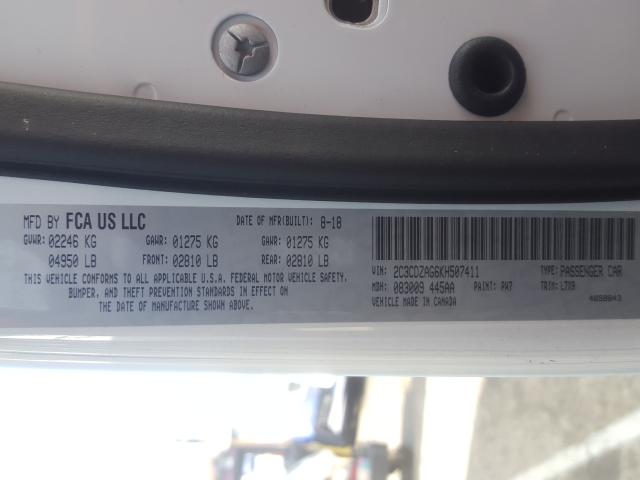 MFD BY FCA US LLC DATE OF MFR(BUILT): 8-18
GVWR: 02246 KG GAWR: 01275 KG GAWR: 01275 KG
04950 LB FRONT: 02810 LB REAR: 02810 LB
THIS VEHICLE CONFORMS TO ALL APPLICABLE U.S.A. FEDERAL MOTOR VEHICLE SAFETY,
BUMPER, AND THEFT PREVENTION STANDARDS IN EFFECT ON
THE DATE OF MANUFACTURE SHOWN ABOVE.
VIN: 2C3CDZAG6KH507411 TYPE: PASSENGER CAR
MDH: 083009 445AA PAINT: PW7 TRIM: L7X9
VEHICLE MADE IN CANADA